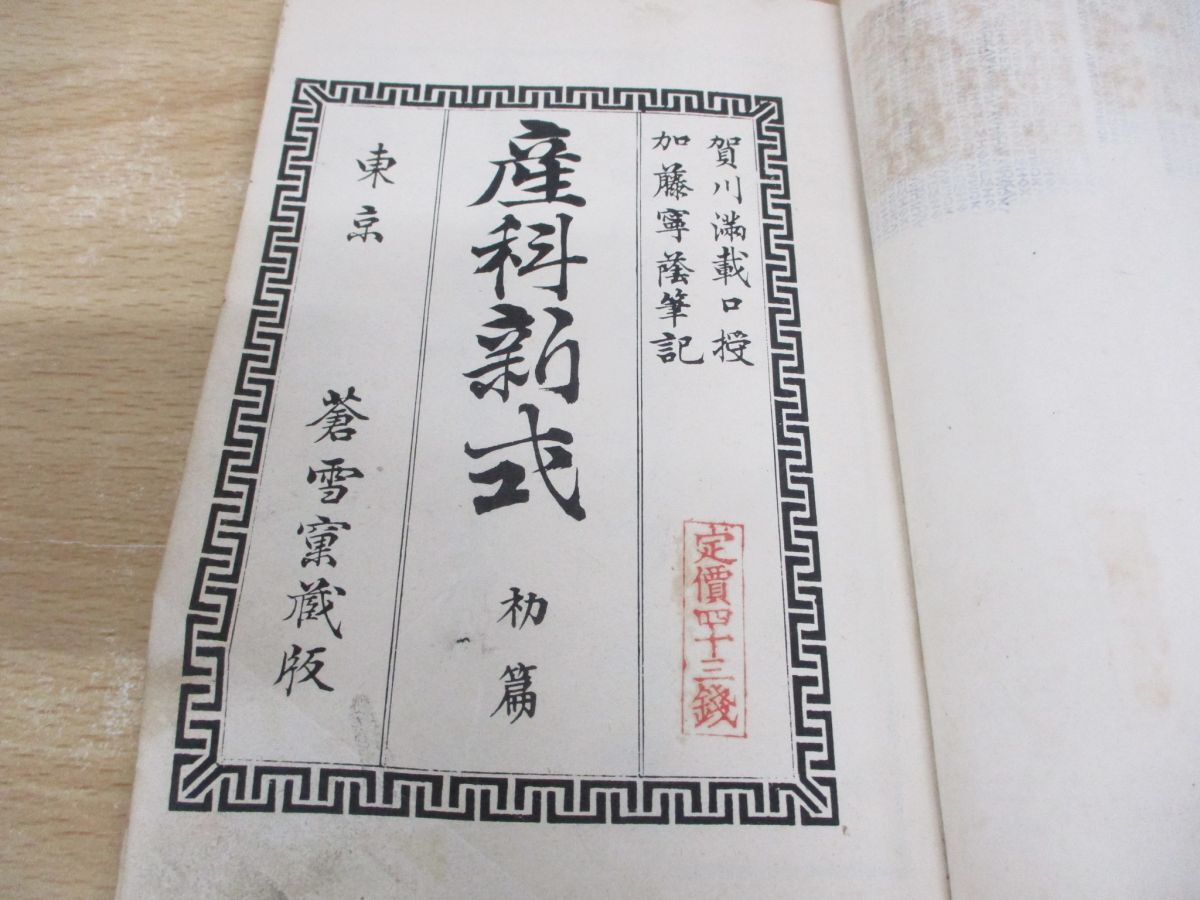 賀川満載口授
加藤寧蔭筆記
定價四十三錢
産科新式 初篇
東京 蒼雪窠蔵版